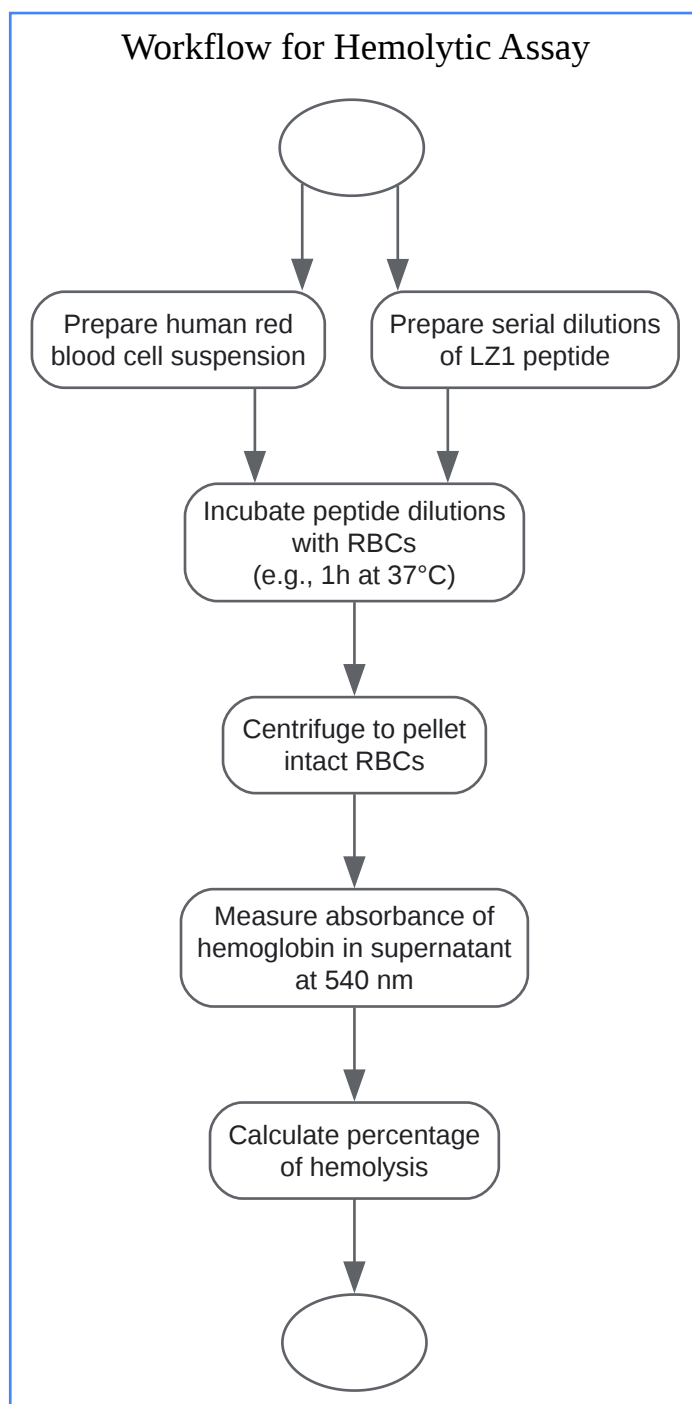 Workflow for Hemolytic Assay
Prepare human red
blood cell suspension
Prepare serial dilutions
of LZ1 peptide
Incubate peptide dilutions
with RBCs
(e.g., 1h at 37°C)
Centrifuge to pellet
intact RBCs
Measure absorbance of
hemoglobin in supernatant
at 540 nm
Calculate percentage
of hemolysis